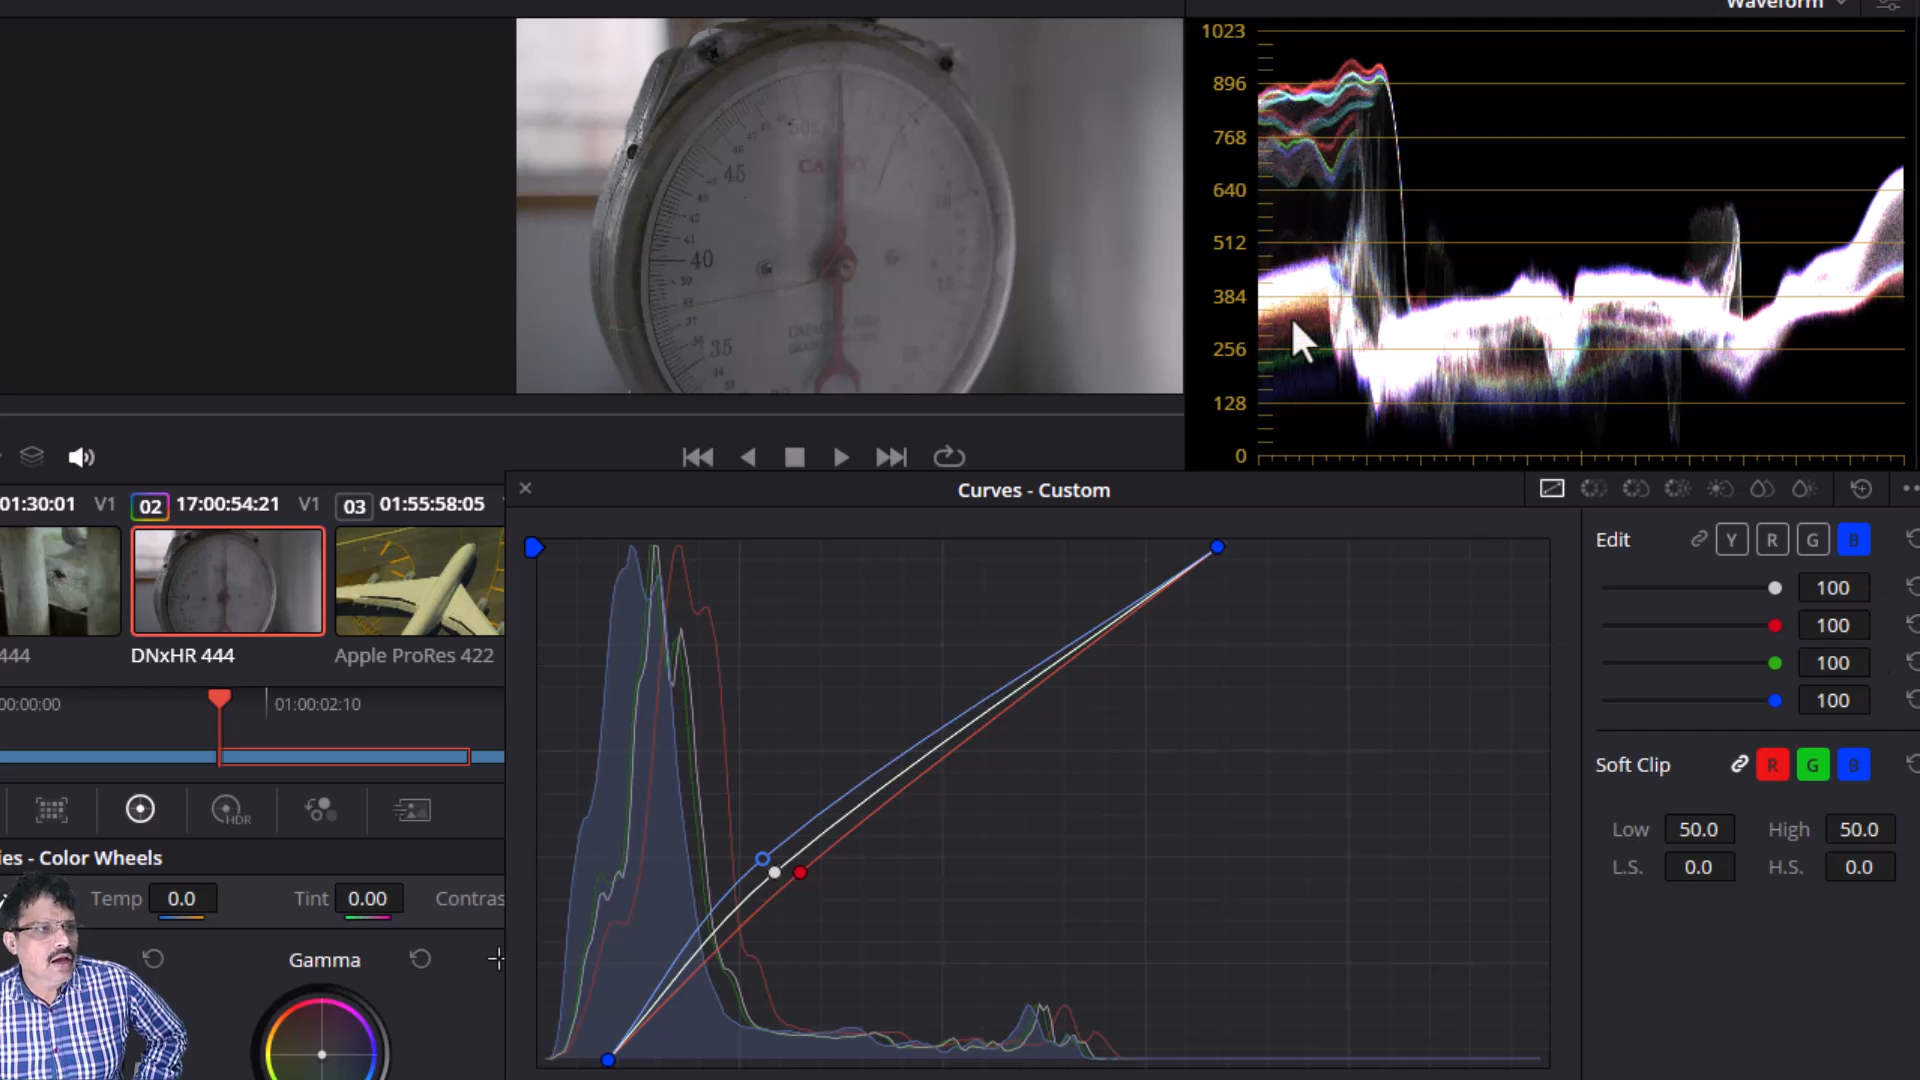 Waveform
1023
896
768
640
512
384
256
128
0
45
40
35
01:30:01 V1 02 17:00:54:21 V1 03 01:55:58:05
444 DNxHR 444 Apple ProRes 422
00:00:00 01:00:02:10
HDR
ies - Color Wheels
Temp 0.0 Tint 0.00 Contras
Gamma
Curves - Custom
Edit Y R G B
100
100
100
100
Soft Clip R G B
Low 50.0 High 50.0
L.S. 0.0 H.S. 0.0